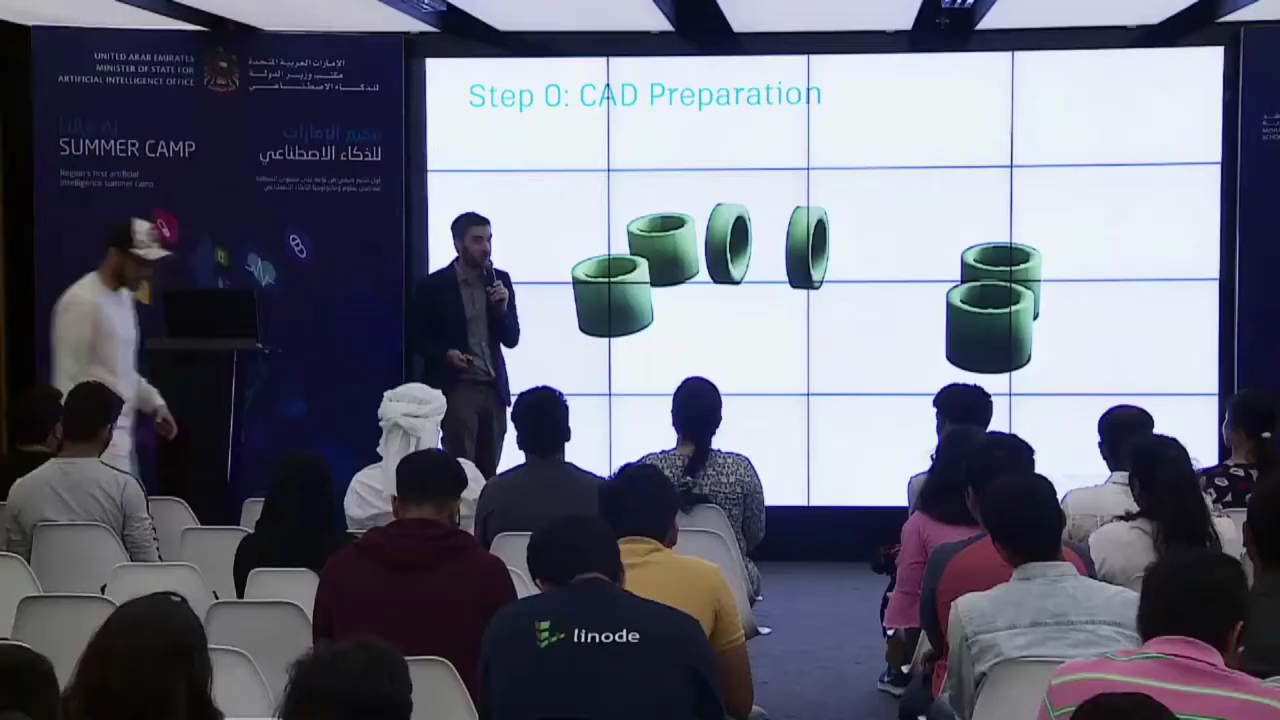 UNITED ARAB EMIRATES
MINISTER OF STATE FOR
ARTIFICIAL INTELLIGENCE OFFICE
الإمارات العربية المتحدة
مكتب وزير الدولة
للذكاء الاصطناعي
SUMMER CAMP
Region's first artificial
intelligence summer camp
مخيم الإمارات
للذكاء الاصطناعي
Step 0: CAD Preparation
linode